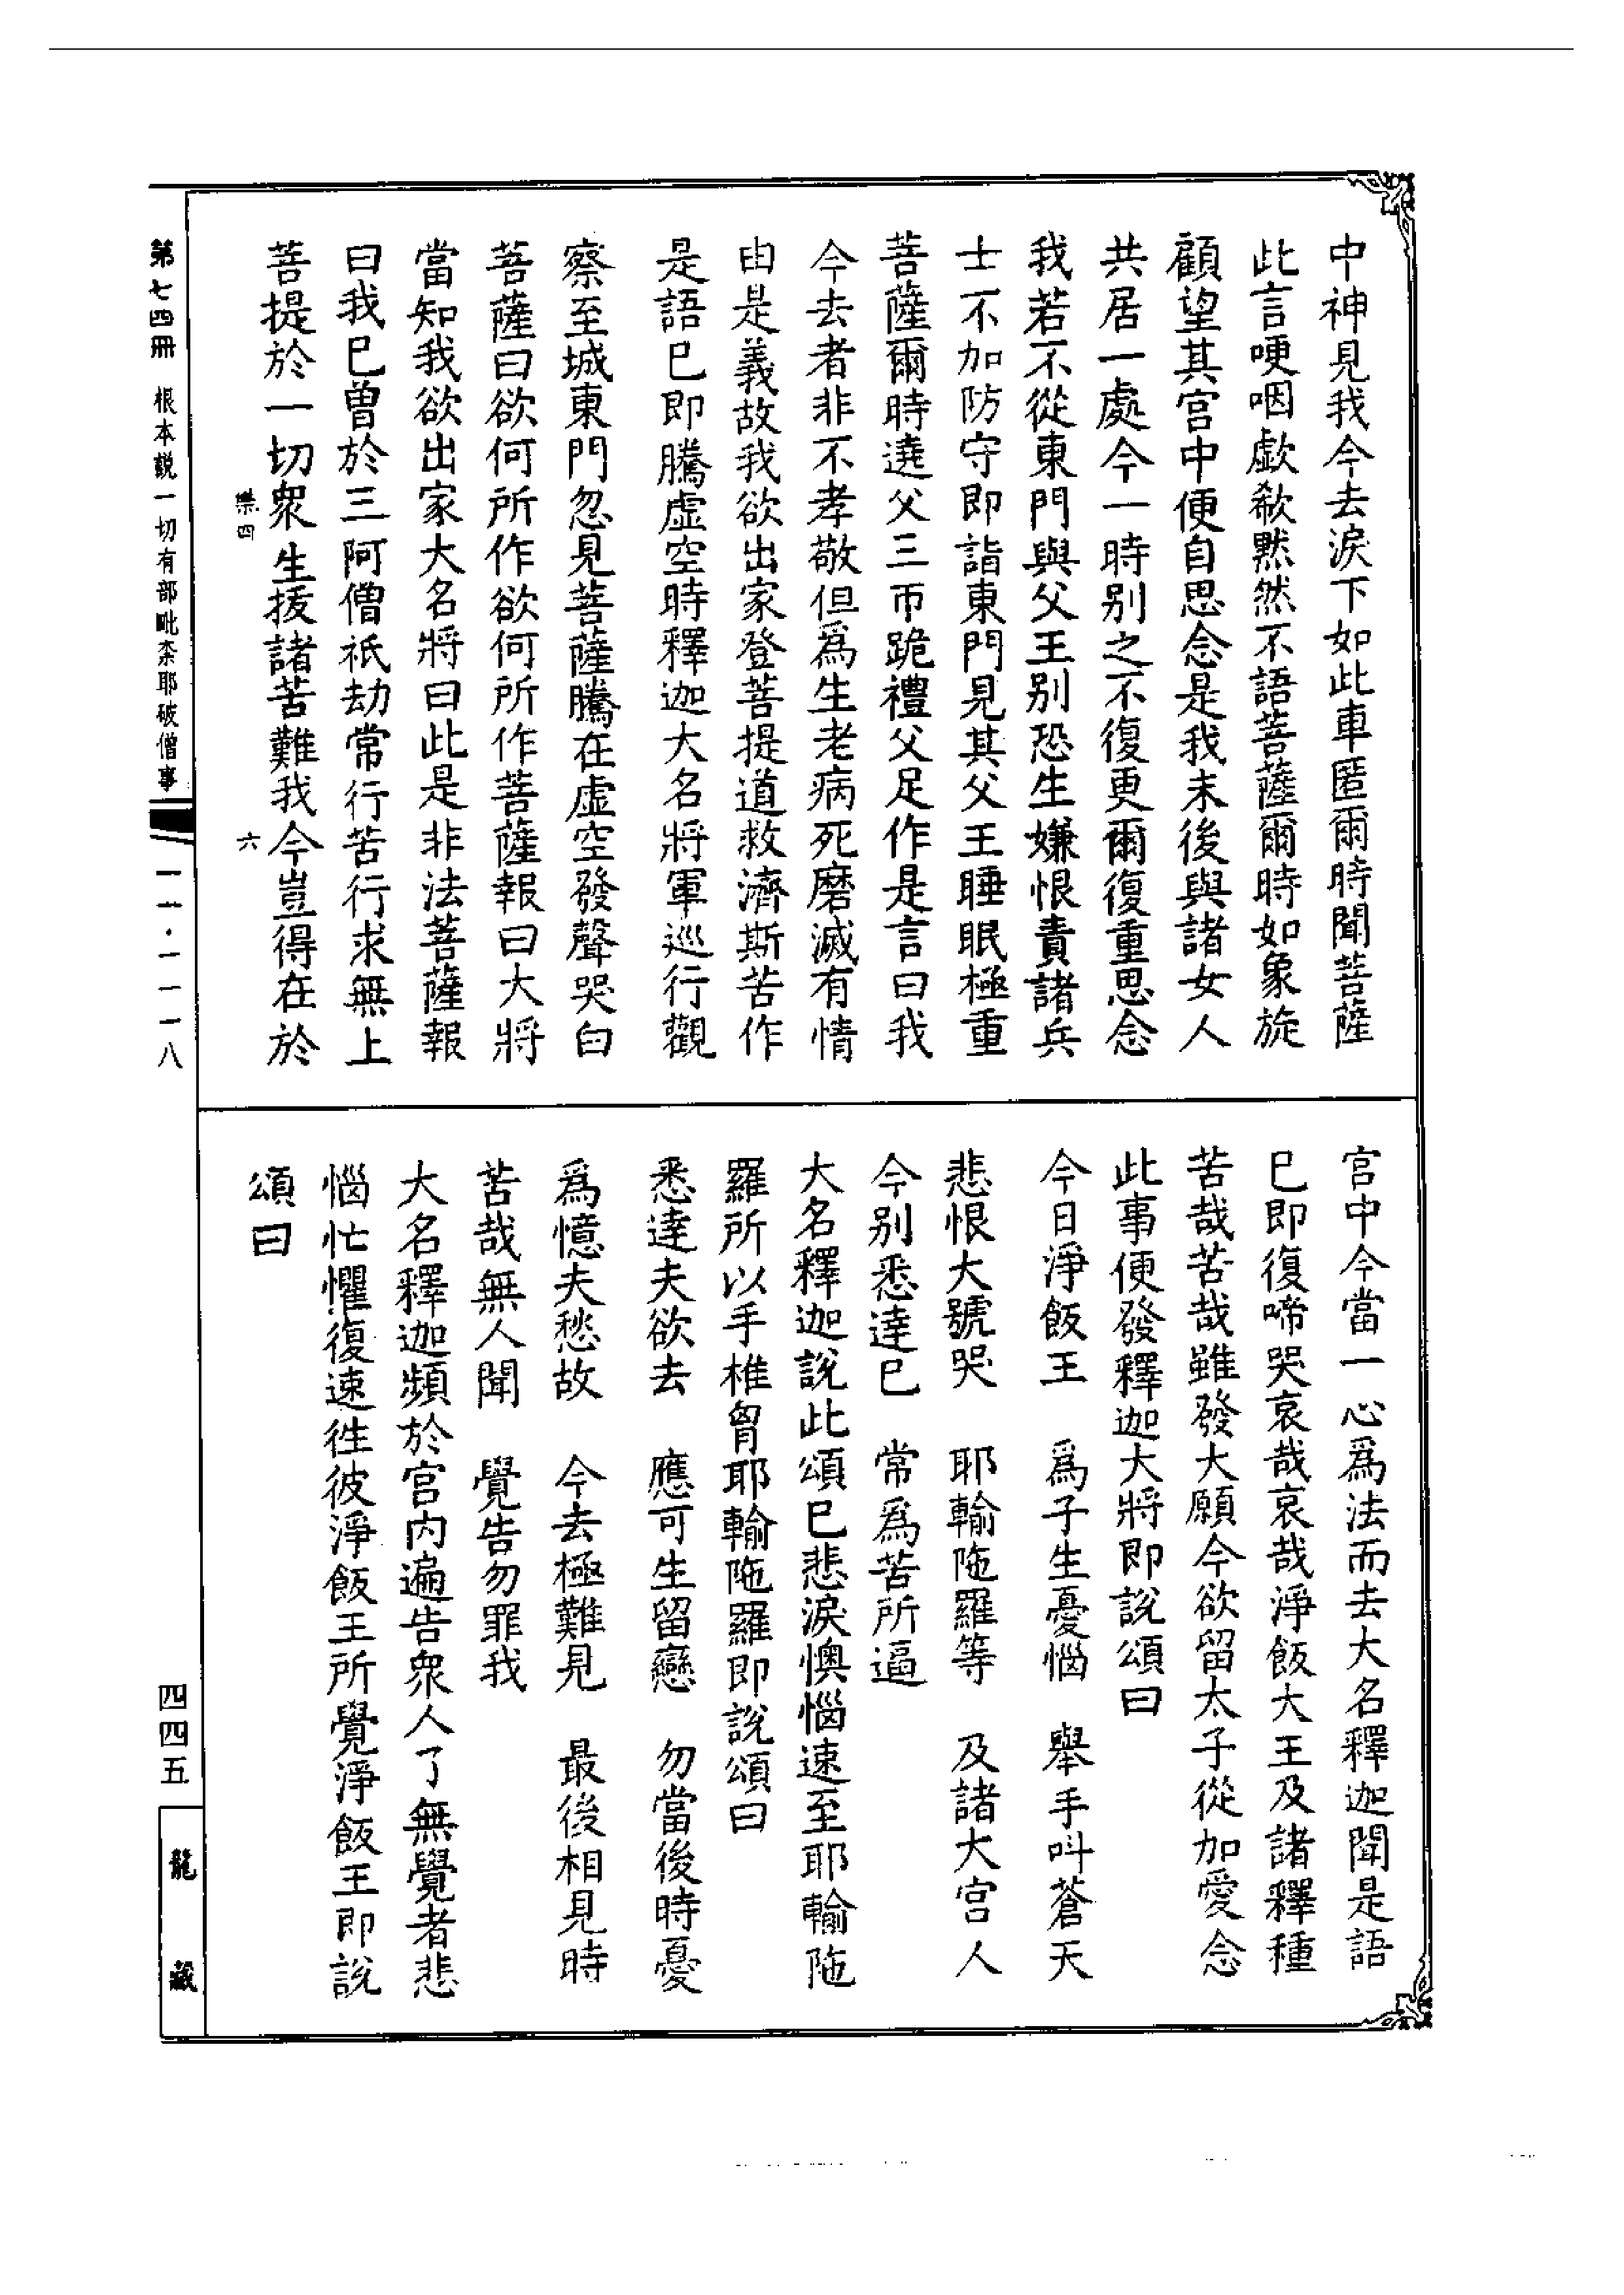 中神見我今去淚下如此車匿爾時聞菩薩
此言哽咽歔欷默然不語菩薩爾時如象旋
顧望其宮中便自思念是我末後與諸女人
共居一處今一時別之不復更爾復重思念
我若不從東門與父王別恐生嫌恨責諸兵
士不加防守即詣東門見其父王睡眠極重
菩薩爾時遶父三帀跪禮父足作是言曰我
今去者非不孝敬但爲生老病死磨滅有情
由是義故我欲出家登菩提道救濟斯苦作
是語已即騰虛空時釋迦大名將軍巡行觀
察至城東門忽見菩薩騰在虛空發聲哭白
菩薩曰欲何所作欲何所作菩薩報曰大將
當知我欲出家大名將曰此是非法菩薩報
曰我已曾於三阿僧祇劫常行苦行求無上
菩提於一切衆生拔諸苦難我今豈得在於
宮中今當一心爲法而去大名釋迦聞是語
已即復啼哭哀哉哀哉淨飯大王及諸釋種
苦哉苦哉雖發大願今欲留太子從加愛念
此事便發釋迦大將即說頌曰
今日淨飯王　爲子生憂惱　舉手叫蒼天
悲恨大號哭　耶輸陁羅等　及諸大宮人
今別悉達已　常爲苦所逼
大名釋迦說此頌已悲淚懊惱速至耶輸陁
羅所以手椎胷耶輸陁羅即說頌曰
悉達夫欲去　應可生留戀　勿當後時憂
爲憶夫愁故　今去極難見　最後相見時
苦哉無人聞　覺告勿罪我
大名釋迦頻於宮内遍告衆人了無覺者悲
惱忙懼復速往彼淨飯王所覺淨飯王即說
頌曰
樂四
六
第七四冊　根本說一切有部毗柰耶破僧事
一一·一一一八
四四五
龍藏